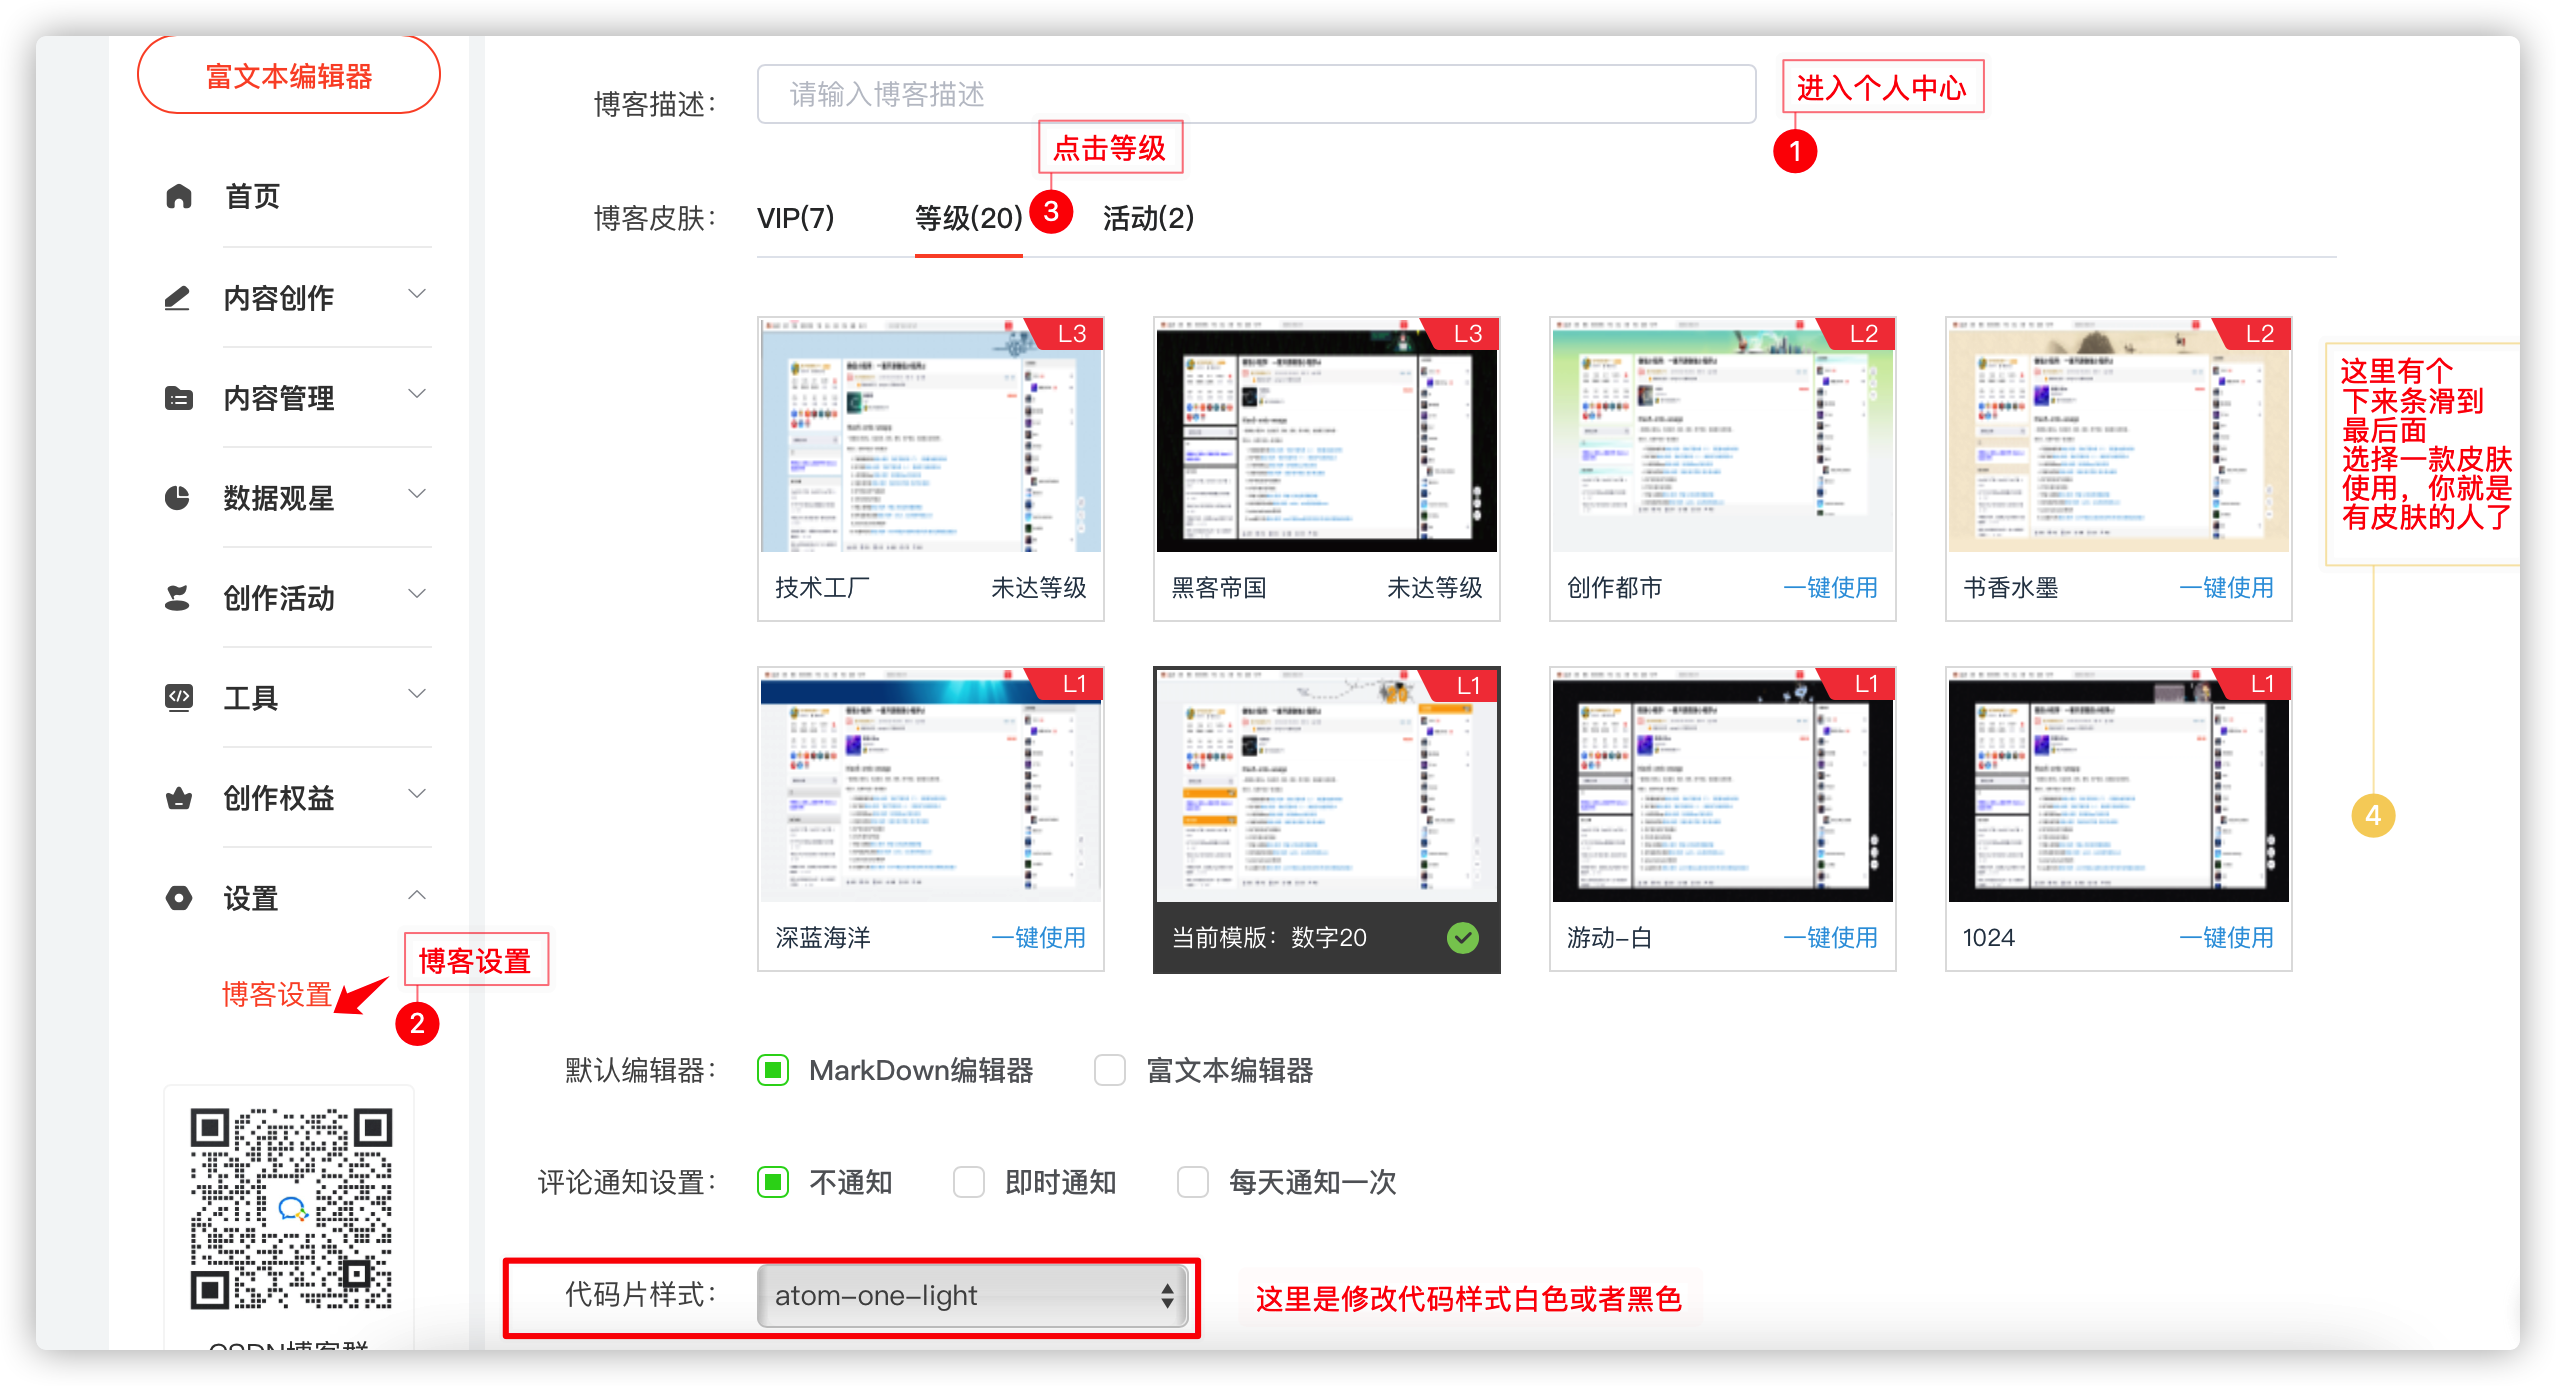 富文本编辑器
首页
内容创作
内容管理
数据观星
创作活动
工具
创作权益
设置
博客设置
博客设置
2
博客描述：
请输入博客描述
进入个人中心
1
点击等级
3
博客皮肤：
VIP(7)
等级(20)
活动(2)
L3
L3
L2
L2
技术工厂
未达等级
黑客帝国
未达等级
创作都市
一键使用
书香水墨
一键使用
这里有个
下来条滑到
最后面
选择一款皮肤
使用，你就是
有皮肤的人了
4
L1
L1
L1
L1
深蓝海洋
一键使用
当前模版：数字20
游动-白
一键使用
1024
一键使用
默认编辑器：
MarkDown编辑器
富文本编辑器
评论通知设置：
不通知
即时通知
每天通知一次
代码片样式：
atom-one-light
这里是修改代码样式白色或者黑色
CSDN博客群